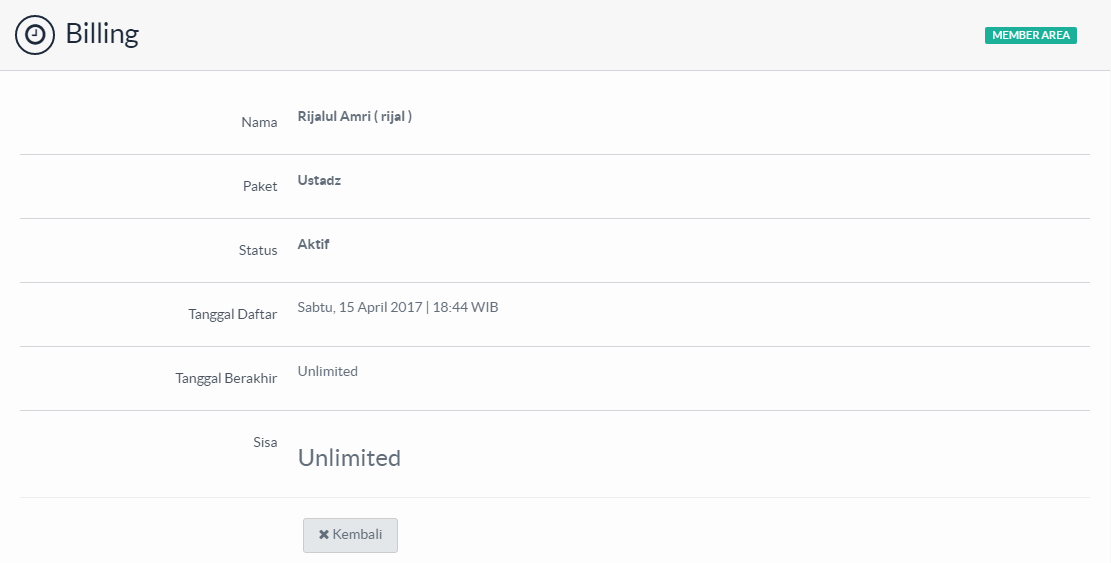 Billing
MEMBER AREA
Nama
Rijalul Amri ( rijal )
Paket
Ustadz
Status
Aktif
Tanggal Daftar
Sabtu, 15 April 2017 | 18:44 WIB
Tanggal Berakhir
Unlimited
Sisa
Unlimited
Kembali